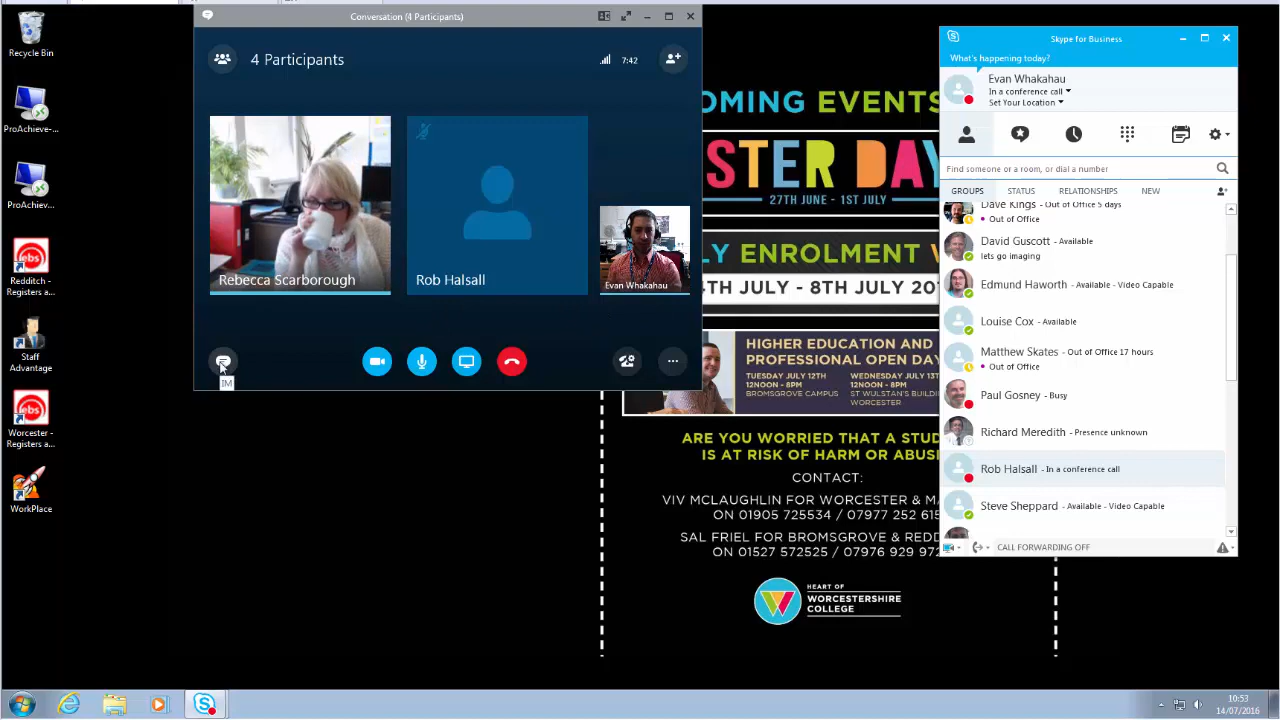 Recycle Bin
ProAchieve-...
ProAchiev...
ebs
Redditch -
Registers a...
Staff
Advantage
ebs
Worcester -
Registers a...
WorkPlace
Conversation (4 Participants)
4 Participants
7:42
Rebecca Scarborough
Rob Halsall
Evan Whakahau
IM
OMING EVENTS
STER DAY
27TH JUNE - 1ST JULY
LY ENROLMENT
4TH JULY - 8TH JULY 20
HIGHER EDUCATION AND
PROFESSIONAL OPEN DAY
TUESDAY JULY 12TH
12NOON - 8PM
BROMSGROVE CAMPUS
WEDNESDAY JULY 13T
12NOON - 8PM
ST WULSTAN'S BUILDIN
WORCESTER
ARE YOU WORRIED THAT A STUD
IS AT RISK OF HARM OR ABUS
CONTACT:
VIV MCLAUGHLIN FOR WORCESTER & MA
ON 01905 725534 / 07977 252 615
SAL FRIEL FOR BROMSGROVE & REDD
ON 01527 572525 / 07976 929 972
HEART OF
WORCESTERSHIRE
COLLEGE
Skype for Business
What's happening today?
Evan Whakahau
In a conference call
Set Your Location
Find someone or a room, or dial a number
GROUPS STATUS RELATIONSHIPS NEW
Dave Kings - Out of Office 5 days
Out of Office
David Guscott - Available
lets go imaging
Edmund Haworth - Available - Video Capable
Louise Cox - Available
Matthew Skates - Out of Office 17 hours
Out of Office
Paul Gosney - Busy
Richard Meredith - Presence unknown
Rob Halsall - In a conference call
Steve Sheppard - Available - Video Capable
CALL FORWARDING OFF
10:53
14/07/2016